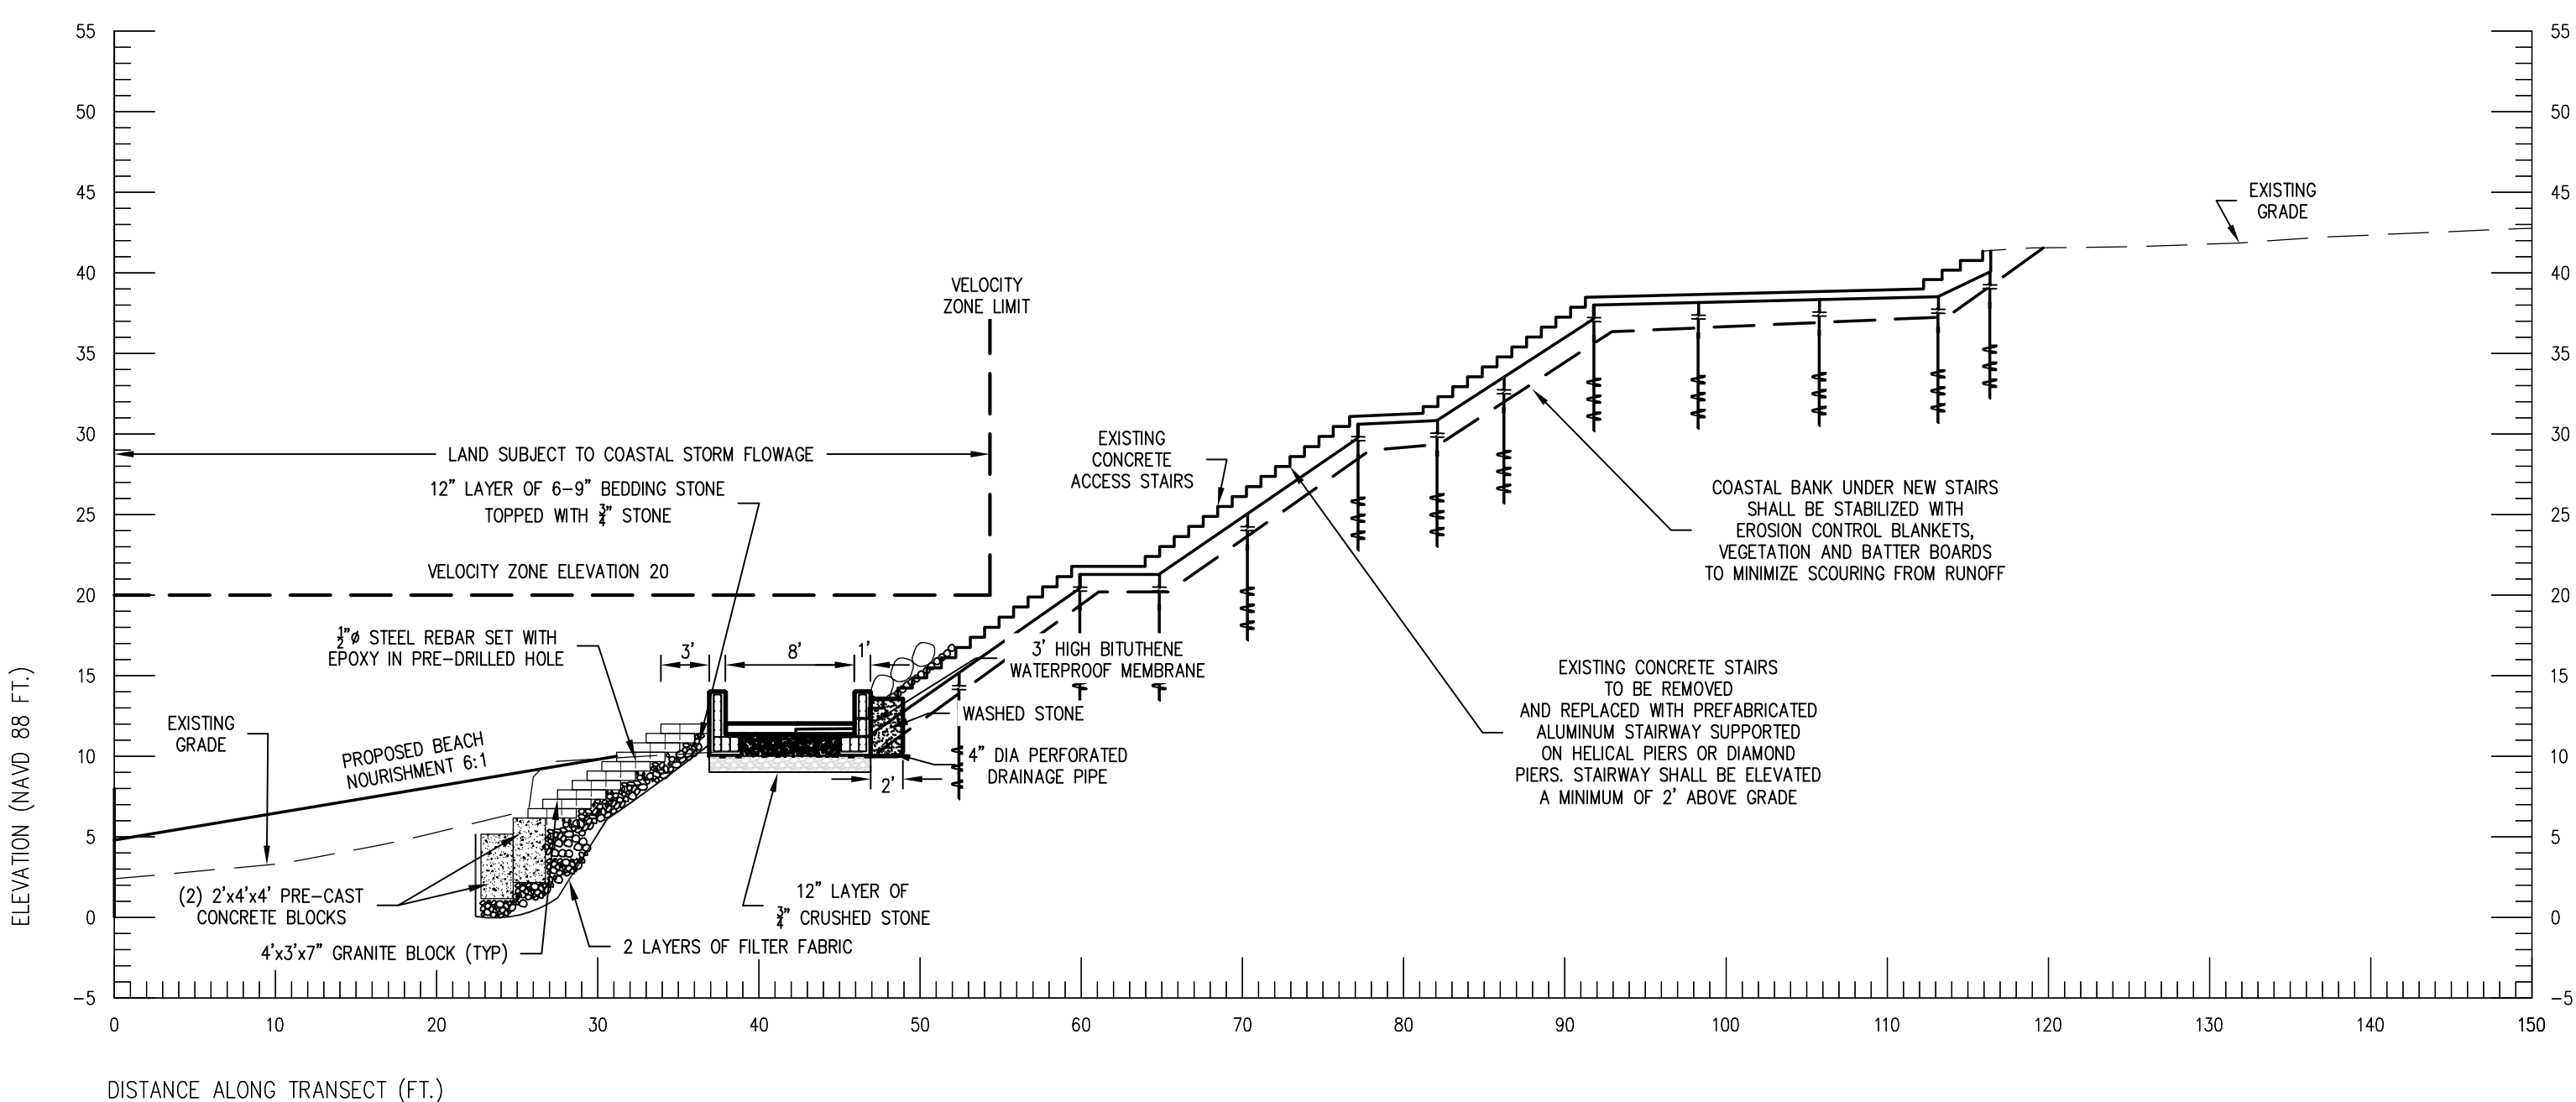 55
50
45
40
35
30
25
20
15
10
5
0
-5
ELEVATION (NAVD 88 FT.)
VELOCITY
ZONE LIMIT
LAND SUBJECT TO COASTAL STORM FLOWAGE
12" LAYER OF 6-9" BEDDING STONE
TOPPED WITH 3/4" STONE
VELOCITY ZONE ELEVATION 20
1/2"ø STEEL REBAR SET WITH
EPOXY IN PRE-DRILLED HOLE
3'
8'
1'
EXISTING
GRADE
PROPOSED BEACH
NOURISHMENT 6:1
(2) 2'x4'x4' PRE-CAST
CONCRETE BLOCKS
4'x3'x7" GRANITE BLOCK (TYP)
2 LAYERS OF FILTER FABRIC
12" LAYER OF
3/4" CRUSHED STONE
2'
3' HIGH BITUTHENE
WATERPROOF MEMBRANE
WASHED STONE
4" DIA PERFORATED
DRAINAGE PIPE
EXISTING
CONCRETE
ACCESS STAIRS
COASTAL BANK UNDER NEW STAIRS
SHALL BE STABILIZED WITH
EROSION CONTROL BLANKETS,
VEGETATION AND BATTER BOARDS
TO MINIMIZE SCOURING FROM RUNOFF
EXISTING CONCRETE STAIRS
TO BE REMOVED
AND REPLACED WITH PREFABRICATED
ALUMINUM STAIRWAY SUPPORTED
ON HELICAL PIERS OR DIAMOND
PIERS. STAIRWAY SHALL BE ELEVATED
A MINIMUM OF 2' ABOVE GRADE
EXISTING
GRADE
55
50
45
40
35
30
25
20
15
10
5
0
-5
0 10 20 30 40 50 60 70 80 90 100 110 120 130 140 150
DISTANCE ALONG TRANSECT (FT.)